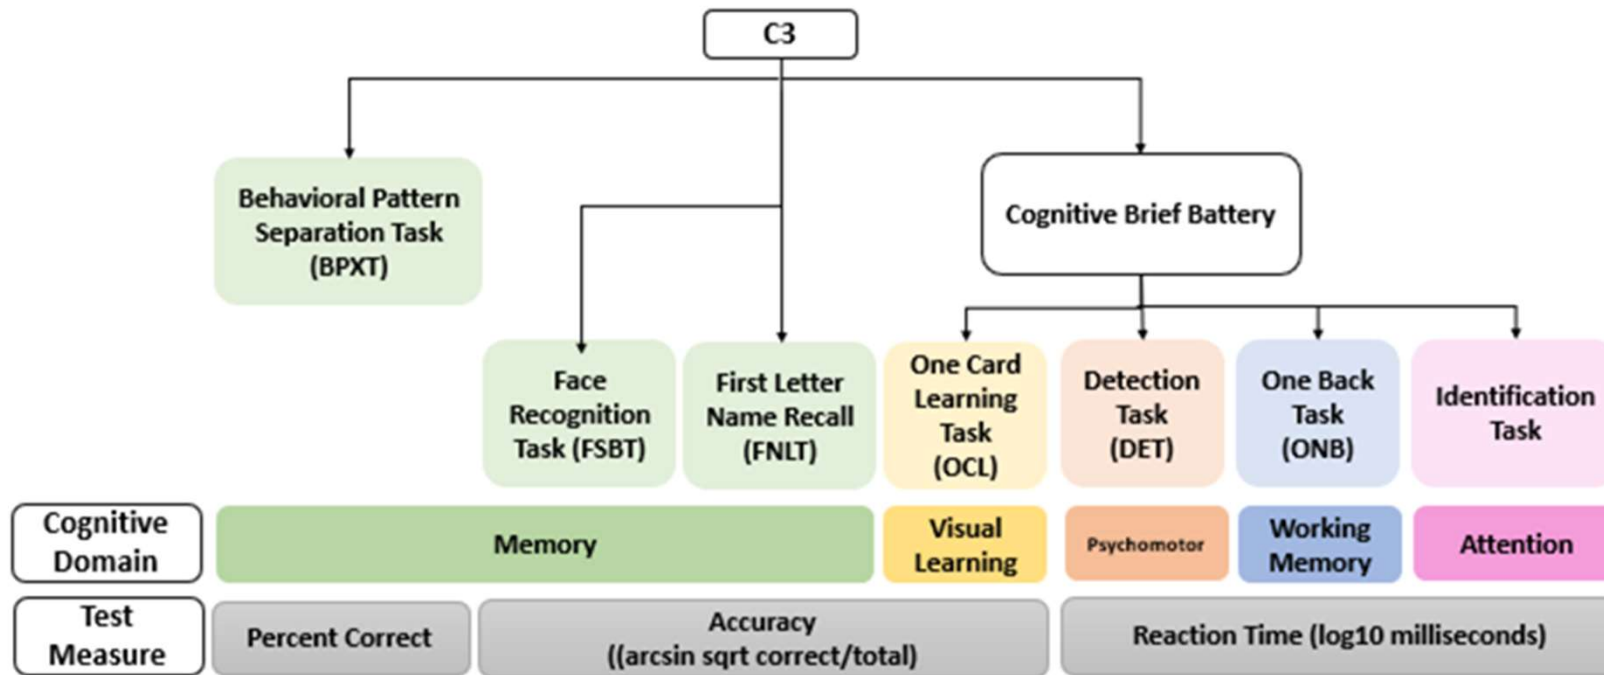 C3
Behavioral Pattern
Separation Task
(BPXT)
Cognitive Brief Battery
Face
Recognition
Task (FSBT)
First Letter
Name Recall
(FNLT)
One Card
Learning
Task
(OCL)
Detection
Task
(DET)
One Back
Task
(ONB)
Identification
Task
Cognitive
Domain
Memory
Visual
Learning
Psychomotor
Working
Memory
Attention
Test
Measure
Percent Correct
Accuracy
((arcsin sqrt correct/total)
Reaction Time (log10 milliseconds)